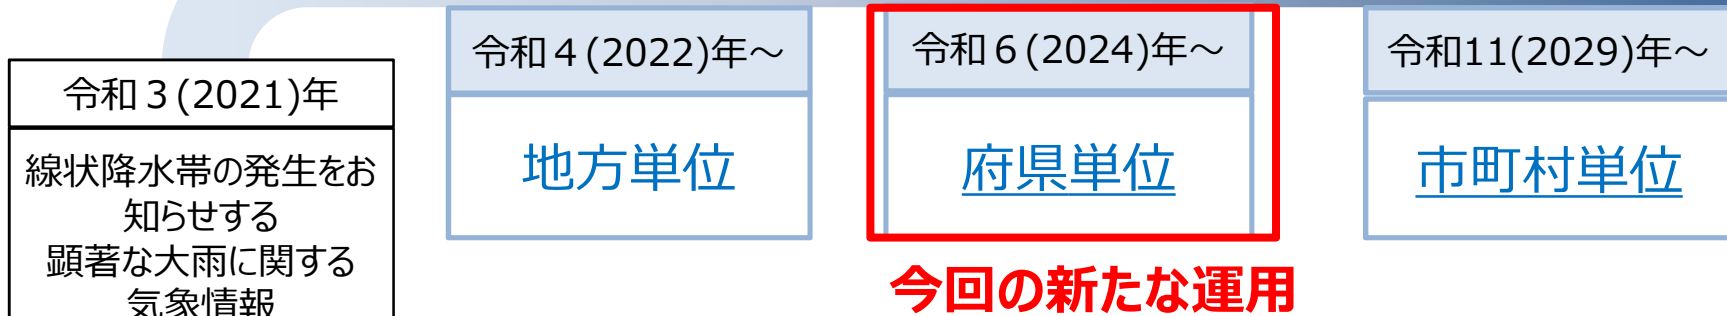 令和３(2021)年
線状降水帯の発生をお
知らせする
顕著な大雨に関する
気象情報
令和４(2022)年～
地方単位
令和６(2024)年～
府県単位
今回の新たな運用
令和11(2029)年～
市町村単位